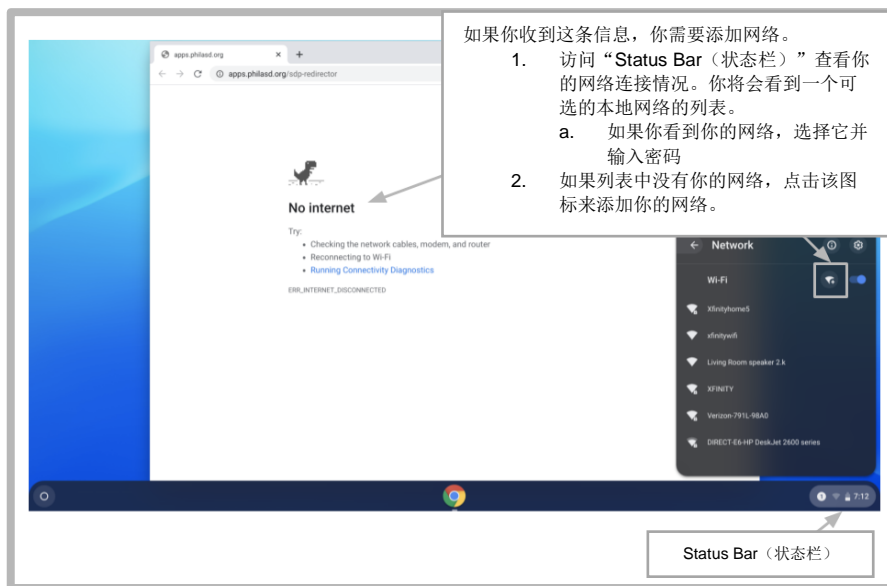 如果你收到这条信息，你需要添加网络。
1. 访问“Status Bar（状态栏）”查看你
的网络连接情况。你将会看到一个可
选的本地网络的列表。
a. 如果你看到你的网络，选择它并
输入密码
2. 如果列表中没有你的网络，点击该图
标来添加你的网络。
apps.philasd.org
apps.philasd.org/sdp-redirector
No internet
Try:
Checking the network cables, modem, and router
Reconnecting to Wi-Fi
Running Connectivity Diagnostics
ERR_INTERNET_DISCONNECTED
Network
Wi-Fi
Xfinityhome5
xfinitywifi
Living Room speaker 2.k
XFINITY
Verizon-791L-98A0
DIRECT-E6-HP DeskJet 2600 series
7:12
Status Bar（状态栏）